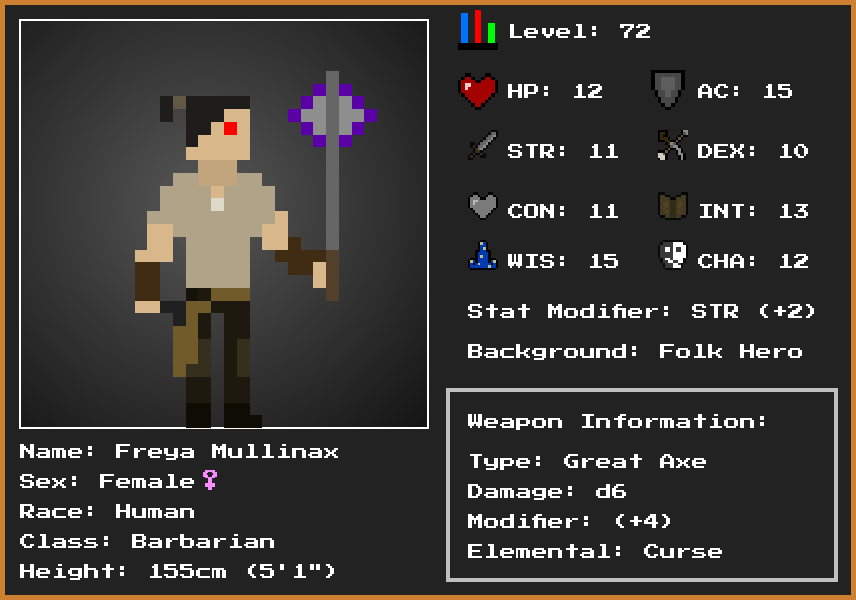 Level: 72
HP: 12
AC: 15
STR: 11
DEX: 10
CON: 11
INT: 13
WIS: 15
CHA: 12
Stat Modifier: STR (+2)
Background: Folk Hero
Weapon Information:
Type: Great Axe
Damage: d6
Modifier: (+4)
Elemental: Curse
Name: Freya Mullinax
Sex: Female♀
Race: Human
Class: Barbarian
Height: 155cm (5'1")